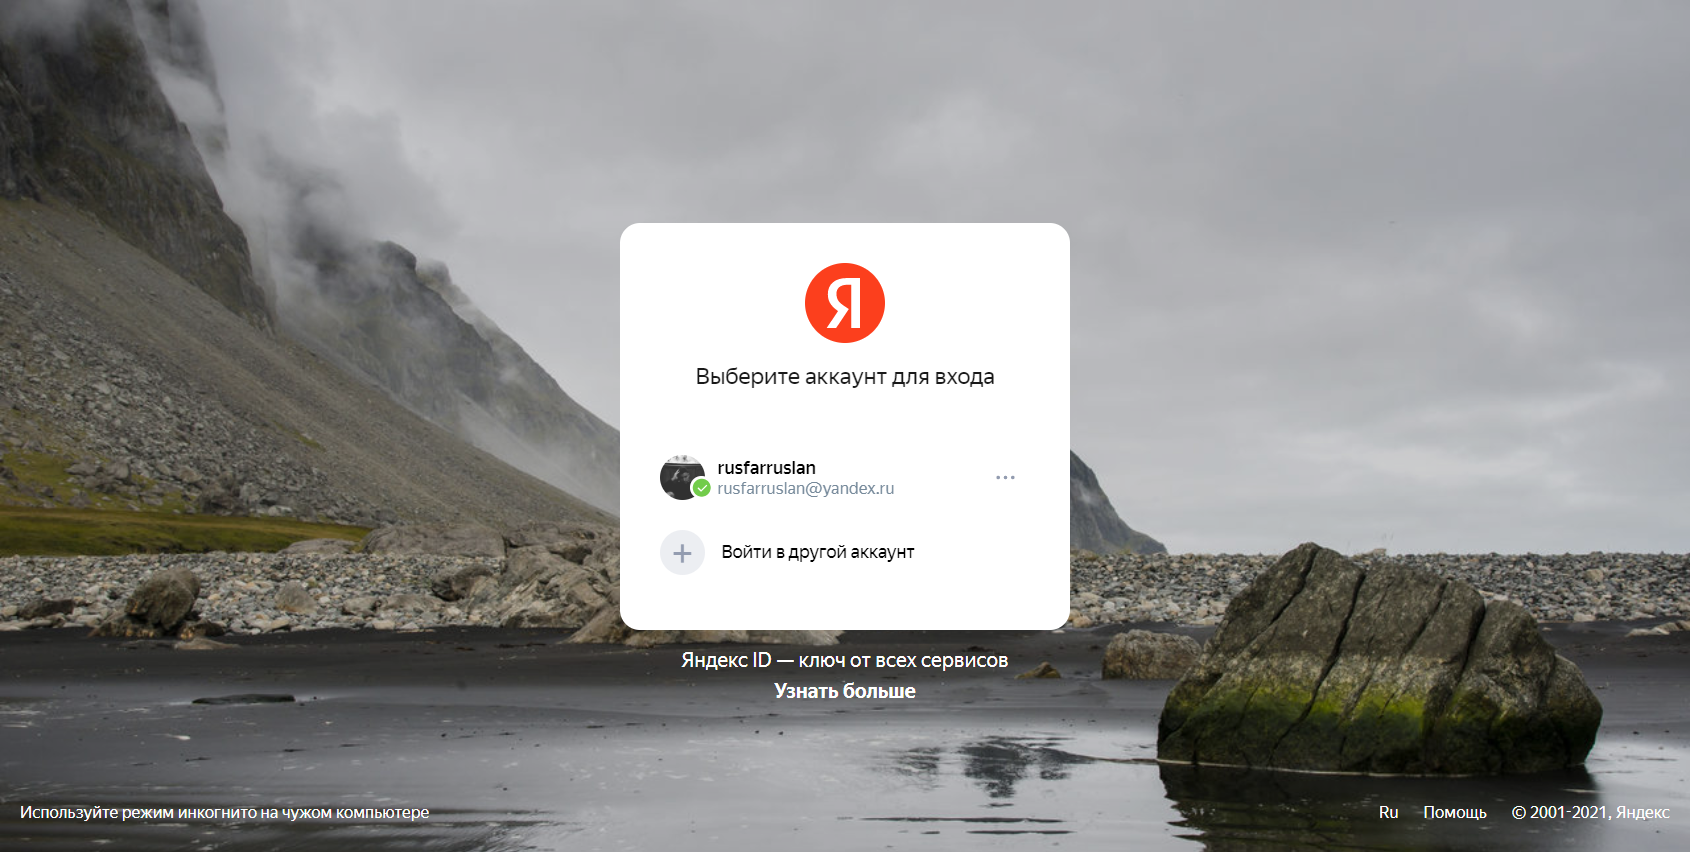 Я
Выберите аккаунт для входа
rusfarruslan
rusfarruslan@yandex.ru
Войти в другой аккаунт
Яндекс ID — ключ от всех сервисов
Узнать больше
Используйте режим инкогнито на чужом компьютере
Ru Помощь © 2001-2021, Яндекс